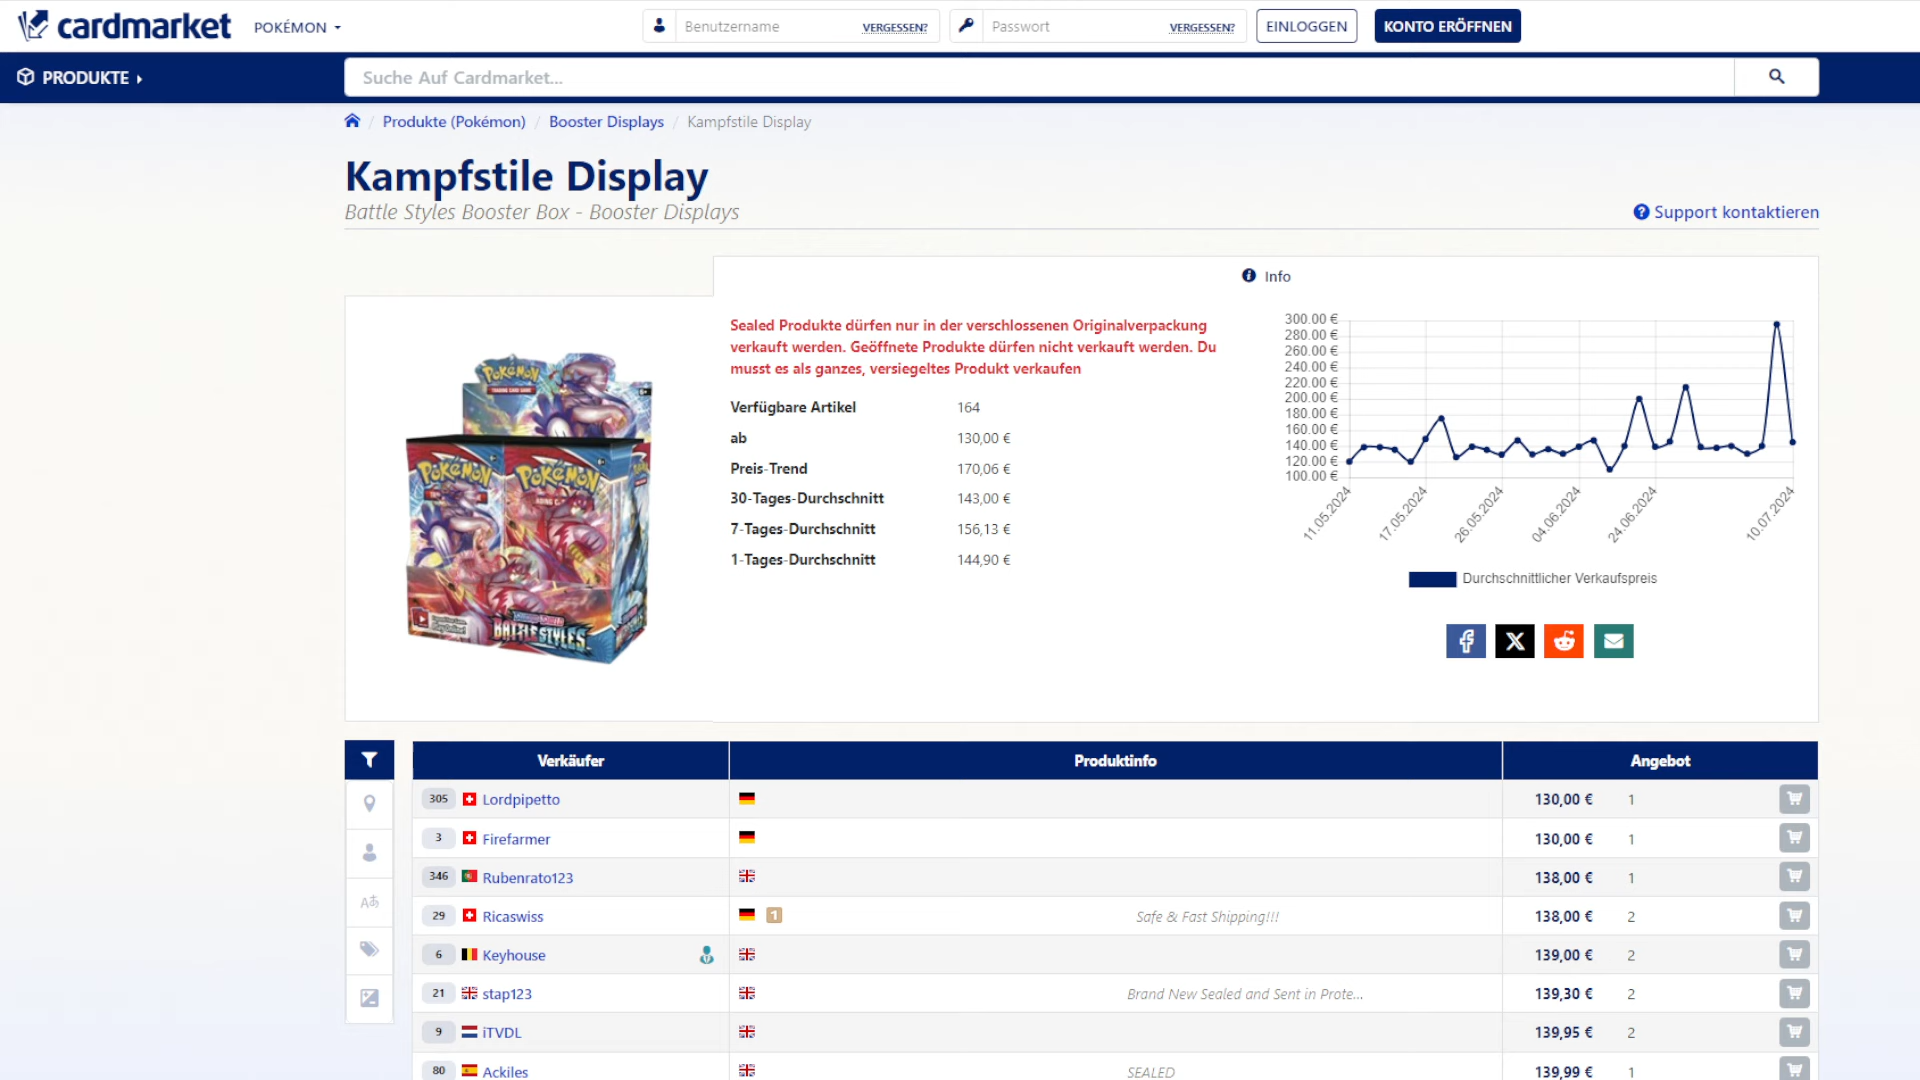 cardmarket
POKÉMON
Benutzername
VERGESSEN?
Passwort
VERGESSEN?
EINLOGGEN
KONTO ERÖFFNEN
PRODUKTE
Suche Auf Cardmarket...
/ Produkte (Pokémon) / Booster Displays / Kampfstile Display
Kampfstile Display
Battle Styles Booster Box - Booster Displays
Support kontaktieren
Info
Sealed Produkte dürfen nur in der verschlossenen Originalverpackung
verkauft werden. Geöffnete Produkte dürfen nicht verkauft werden. Du
musst es als ganzes, versiegeltes Produkt verkaufen
Verfügbare Artikel 164
ab 130,00 €
Preis-Trend 170,06 €
30-Tages-Durchschnitt 143,00 €
7-Tages-Durchschnitt 156,13 €
1-Tages-Durchschnitt 144,90 €
POKÉMON
POKÉMON
POKÉMON
BATTLE STYLES
300.00 €
280.00 €
260.00 €
240.00 €
220.00 €
200.00 €
180.00 €
160.00 €
140.00 €
120.00 €
100.00 €
11.05.2024
17.05.2024
26.05.2024
04.06.2024
24.06.2024
10.07.2024
Durchschnittlicher Verkaufspreis
Verkäufer Produktinfo Angebot
305 Lordpipetto 130,00 € 1
3 Firefarmer 130,00 € 1
346 Rubenrato123 138,00 € 1
29 Ricaswiss 1 Safe & Fast Shipping!!! 138,00 € 2
6 Keyhouse 139,00 € 2
21 stap123 Brand New Sealed and Sent in Prote... 139,30 € 2
9 iTVDL 139,95 € 2
80 Ackiles SEALED 139,99 € 1